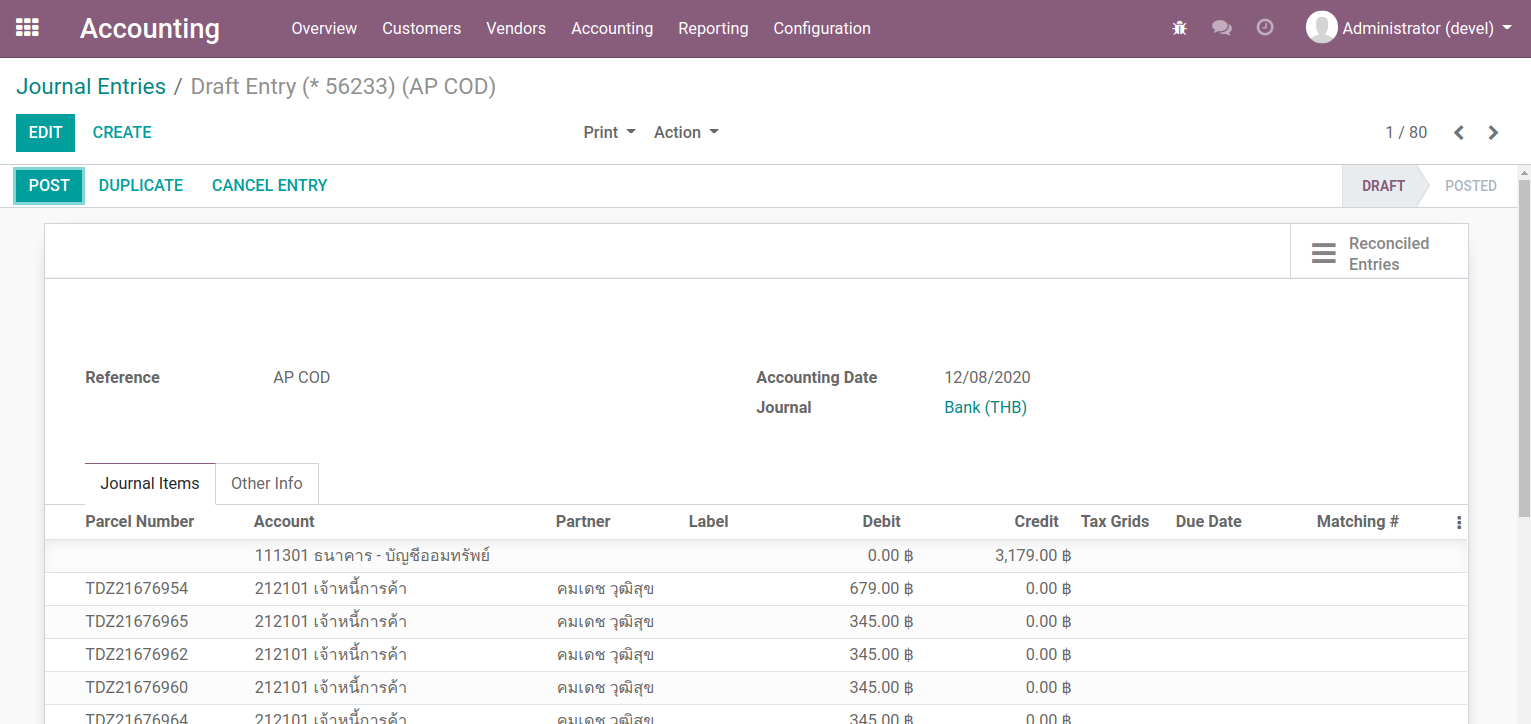 Accounting Overview Customers Vendors Accounting Reporting Configuration Administrator (devel)
Journal Entries / Draft Entry (* 56233) (AP COD)
EDIT CREATE Print Action 1 / 80
POST DUPLICATE CANCEL ENTRY DRAFT POSTED
Reconciled
Entries
Reference AP COD Accounting Date 12/08/2020
Journal Bank (THB)
Journal Items Other Info
Parcel Number Account Partner Label Debit Credit Tax Grids Due Date Matching #
111301 ธนาคาร - บัญชีออมทรัพย์ 0.00 ฿ 3,179.00 ฿
TDZ21676954 212101 เจ้าหนี้การค้า คมเดช วุฒิสุข 679.00 ฿ 0.00 ฿
TDZ21676965 212101 เจ้าหนี้การค้า คมเดช วุฒิสุข 345.00 ฿ 0.00 ฿
TDZ21676962 212101 เจ้าหนี้การค้า คมเดช วุฒิสุข 345.00 ฿ 0.00 ฿
TDZ21676960 212101 เจ้าหนี้การค้า คมเดช วุฒิสุข 345.00 ฿ 0.00 ฿
TDZ21676964 212101 เจ้าหนี้การค้า คมเดช วุฒิสุข 345.00 ฿ 0.00 ฿